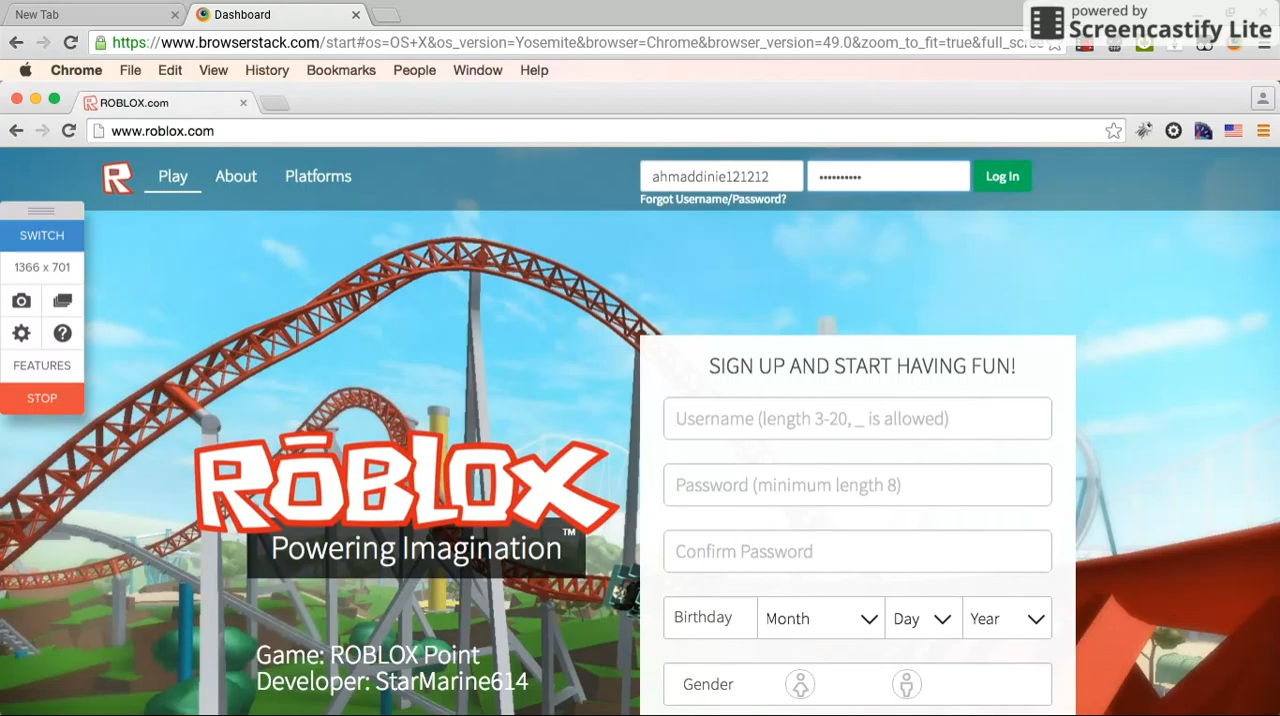 New Tab
Dashboard
powered by
Screencastify Lite
https://www.browserstack.com/start#os=OS+X&os_version=Yosemite&browser=Chrome&browser_version=49.0&zoom_to_fit=true&full_scre
Chrome File Edit View History Bookmarks People Window Help
ROBLOX.com
www.roblox.com
R Play About Platforms
ahmaddinie121212 •••••••••• Log In
Forgot Username/Password?
SWITCH
1366 x 701
FEATURES
STOP
SIGN UP AND START HAVING FUN!
Username (length 3-20, _ is allowed)
Password (minimum length 8)
Confirm Password
Birthday Month Day Year
Gender
RŌBLOX
Powering Imagination™
Game: ROBLOX Point
Developer: StarMarine614